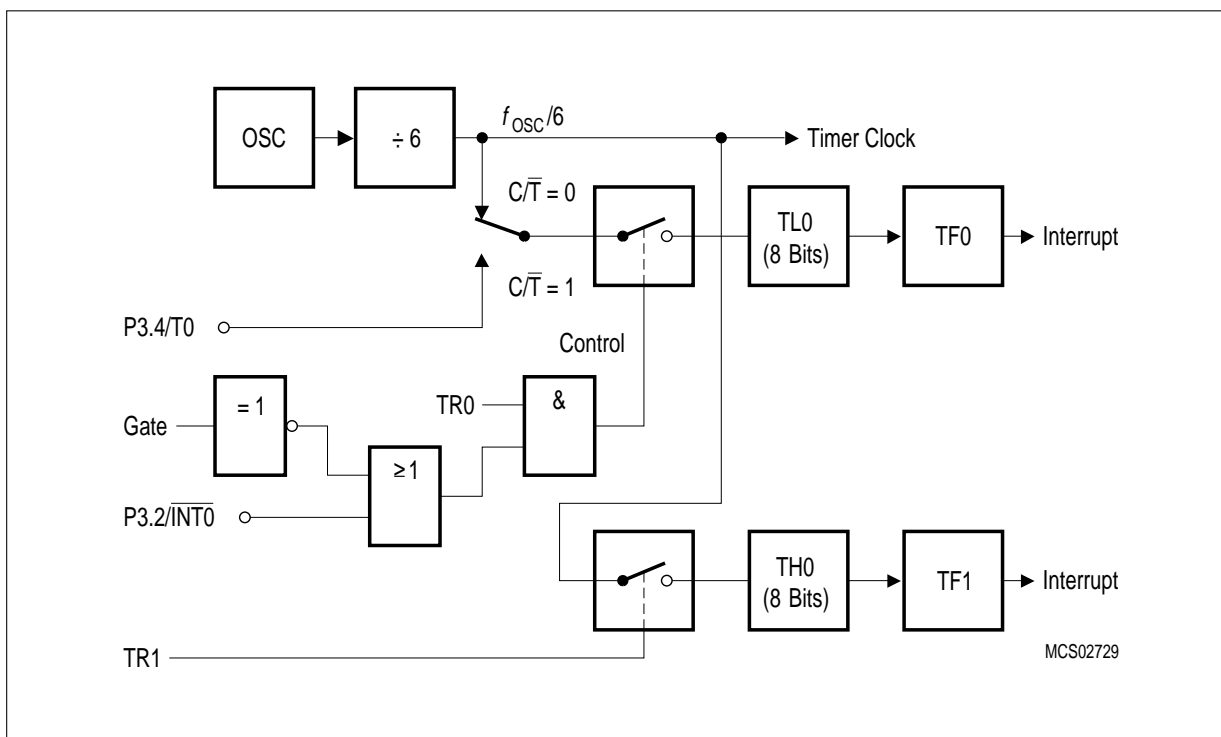 OSC
÷ 6
f OSC /6
Timer Clock
C/T̅ = 0
TL0
(8 Bits)
TF0
Interrupt
C/T̅ = 1
P3.4/T0
Control
= 1
TR0
&
Gate
≥ 1
P3.2/I̅N̅T̅0̅
TH0
(8 Bits)
TF1
Interrupt
TR1
MCS02729